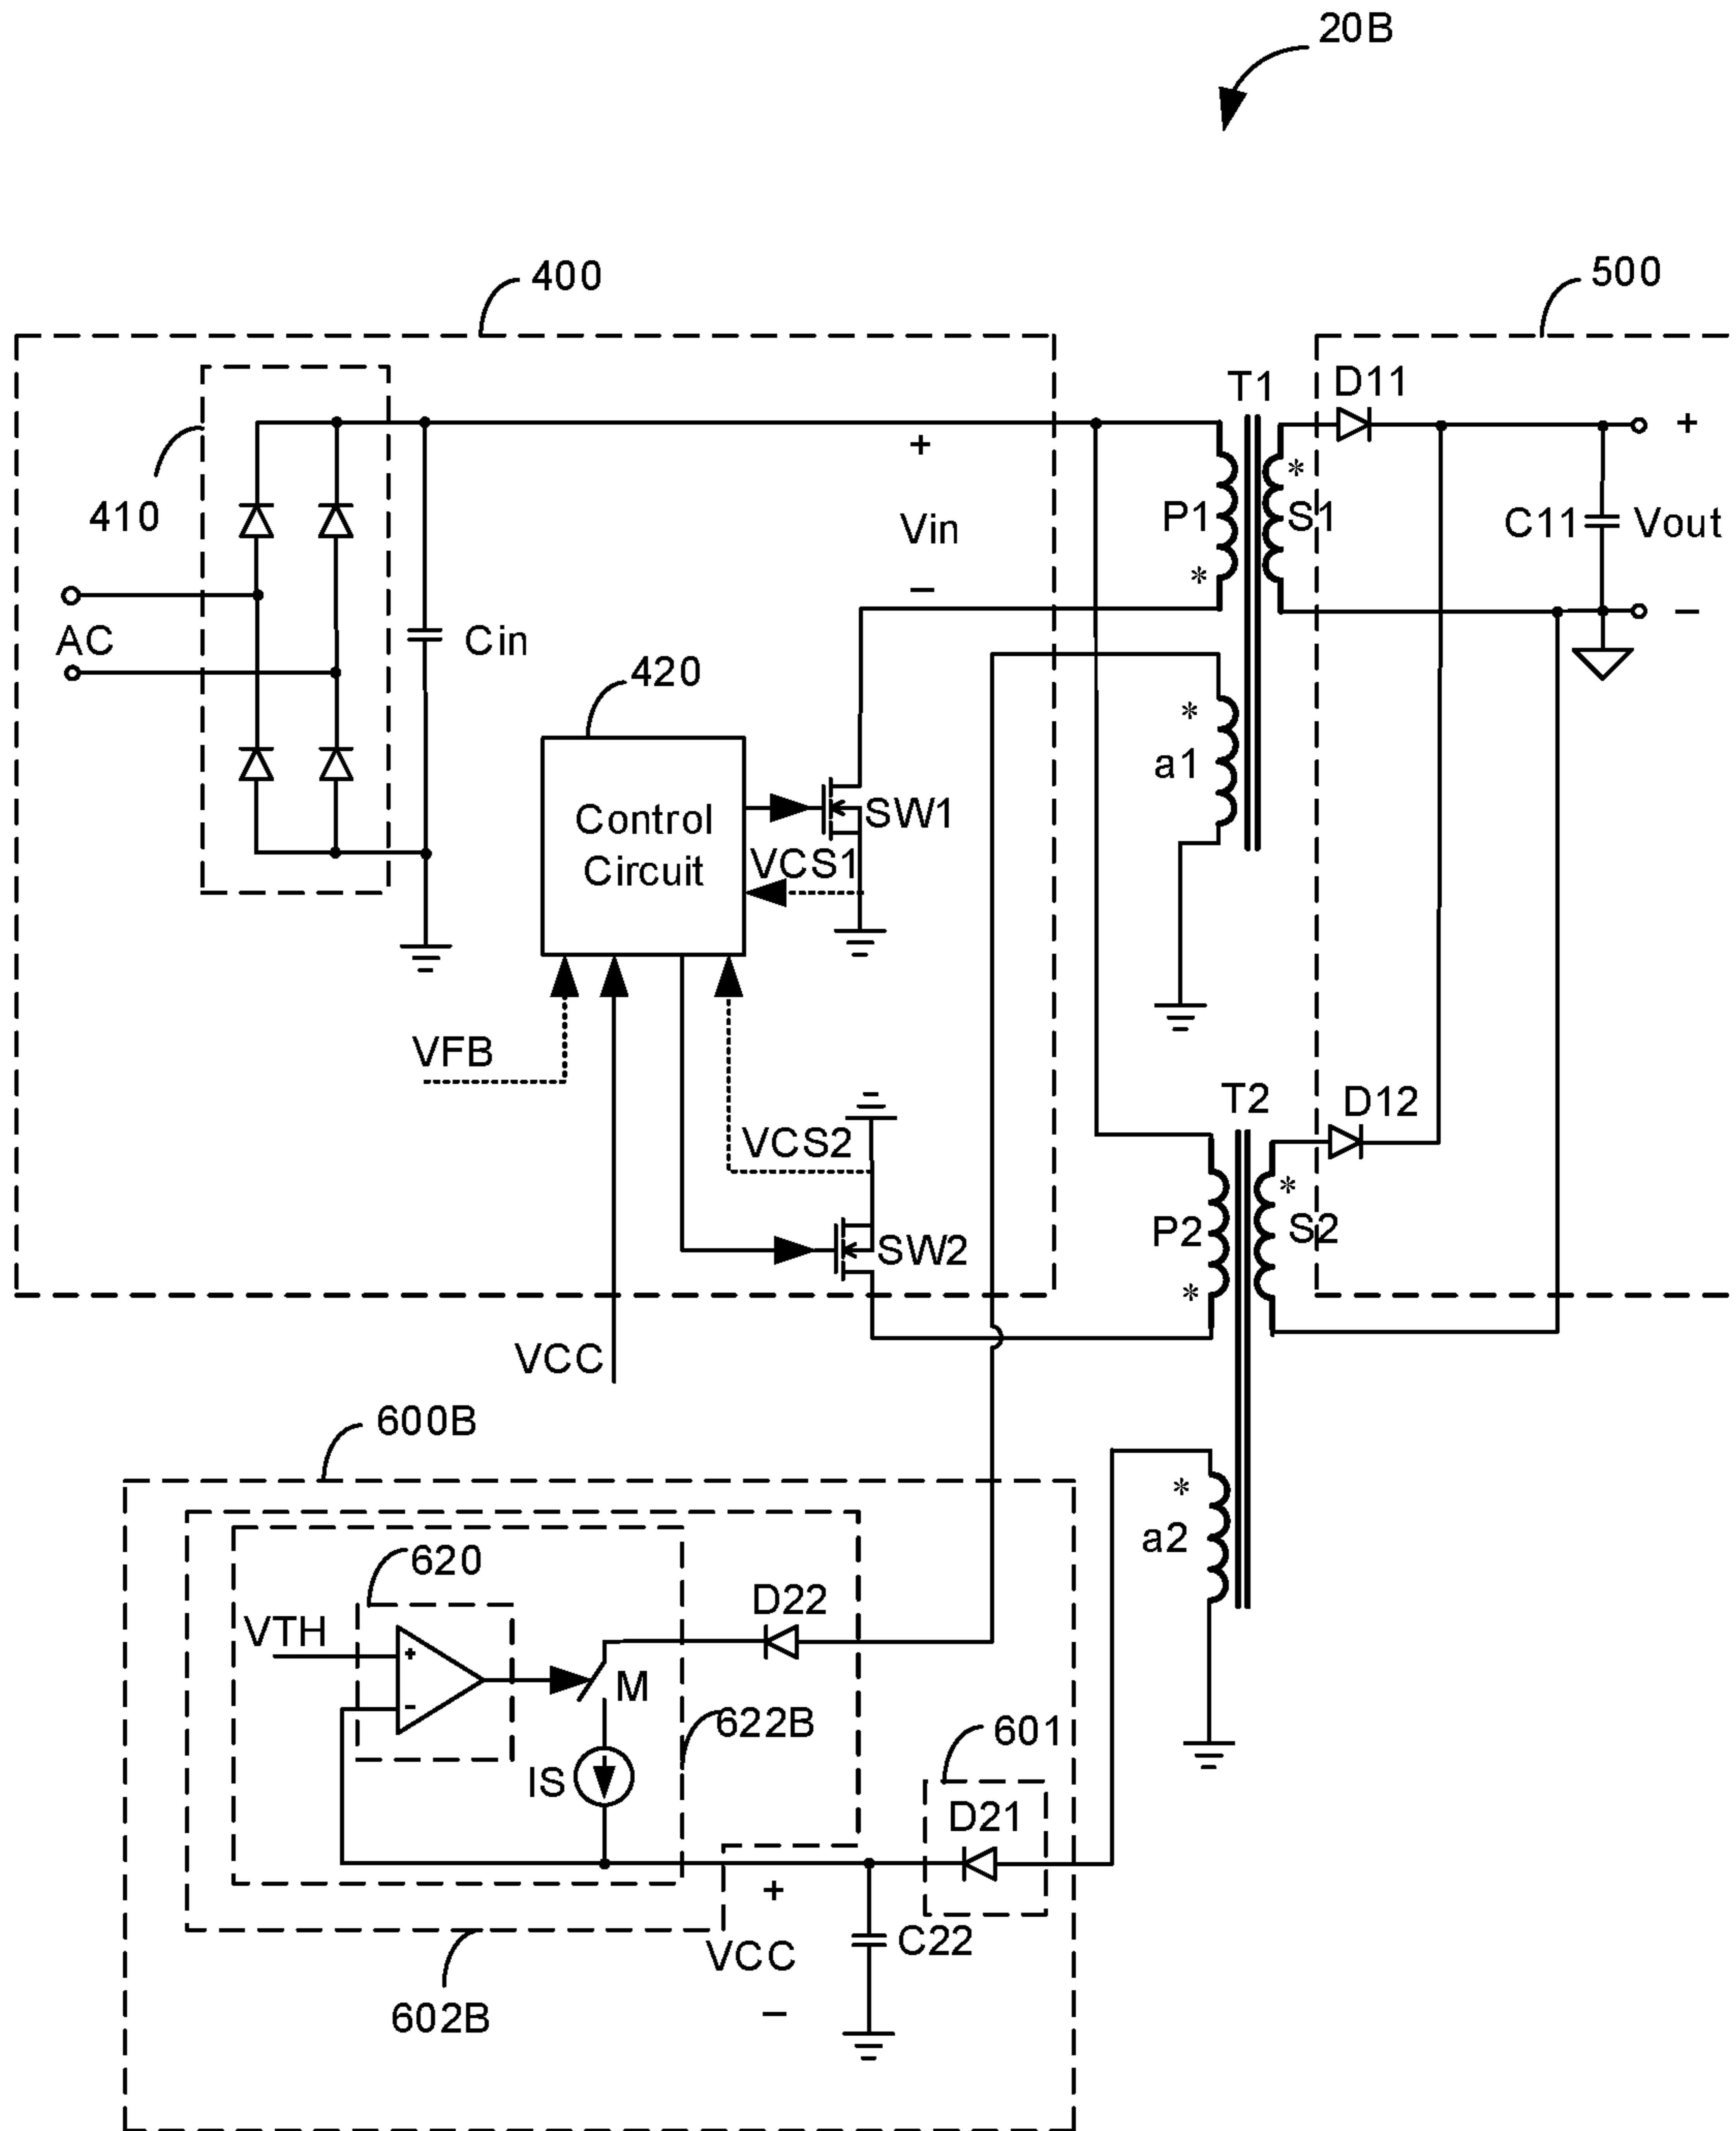 20B
400
500
T1
D11
+
+
410
P1
*
S1
C11
Vout
Vin
*
–
–
AC
Cin
420
*
a1
Control
Circuit
SW1
VCS1
VFB
T2
D12
VCS2
*
P2
S2
SW2
*
VCC
600B
*
a2
620
D22
VTH
+
M
-
622B
601
IS
D21
+
C22
VCC
–
602B